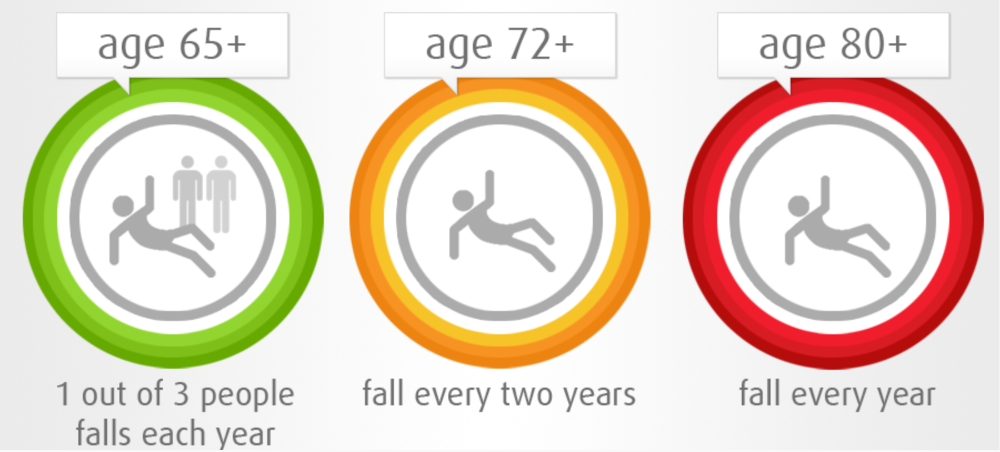 age 65+
age 72+
age 80+
1 out of 3 people
falls each year
fall every two years
fall every year